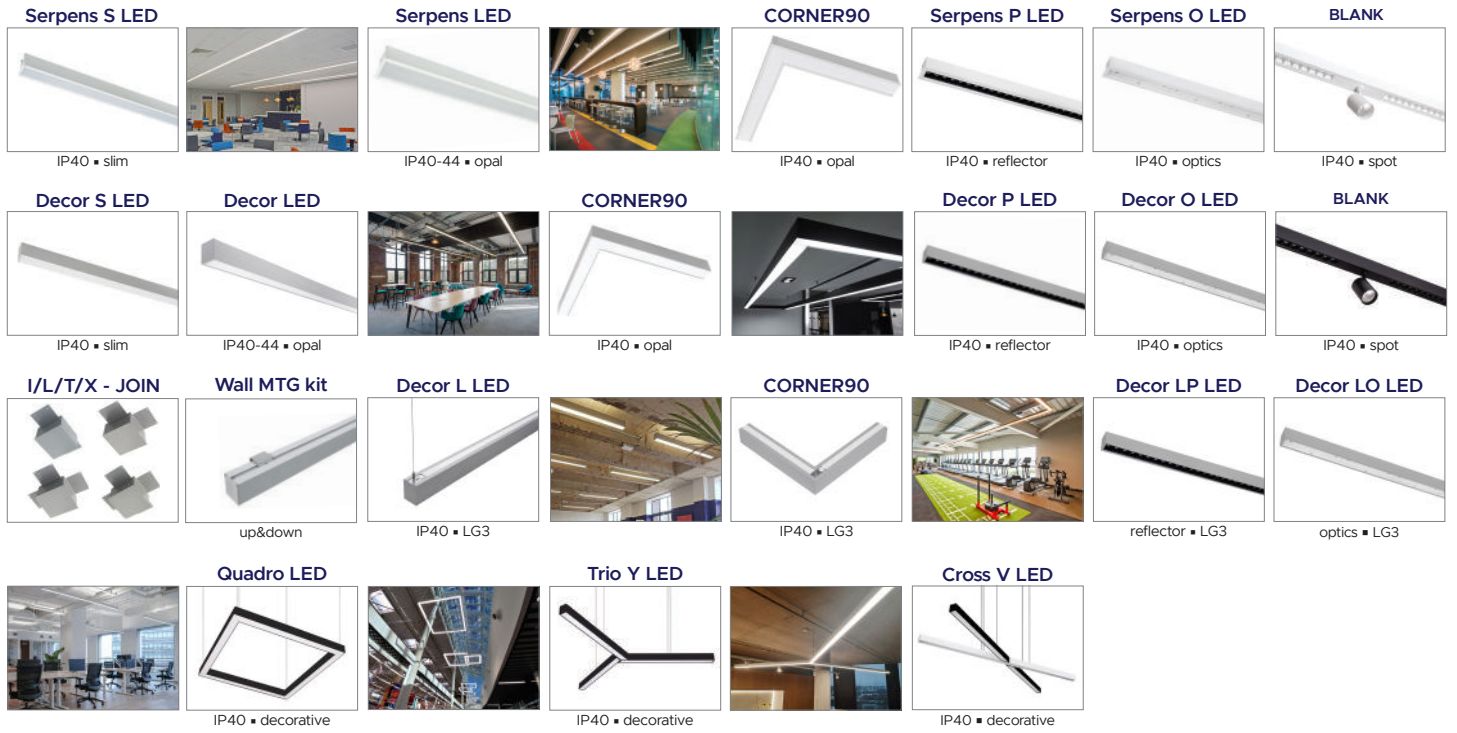 Serpens S LED
Serpens LED
CORNER90
Serpens P LED
Serpens O LED
BLANK
IP40 ▪ slim
IP40-44 ▪ opal
IP40 ▪ opal
IP40 ▪ reflector
IP40 ▪ optics
IP40 ▪ spot
Decor S LED
Decor LED
CORNER90
Decor P LED
Decor O LED
BLANK
IP40 ▪ slim
IP40-44 ▪ opal
IP40 ▪ opal
IP40 ▪ reflector
IP40 ▪ optics
IP40 ▪ spot
I/L/T/X - JOIN
Wall MTG kit
Decor L LED
CORNER90
Decor LP LED
Decor LO LED
up&down
IP40 ▪ LG3
IP40 ▪ LG3
reflector ▪ LG3
optics ▪ LG3
Quadro LED
Trio Y LED
Cross V LED
IP40 ▪ decorative
IP40 ▪ decorative
IP40 ▪ decorative